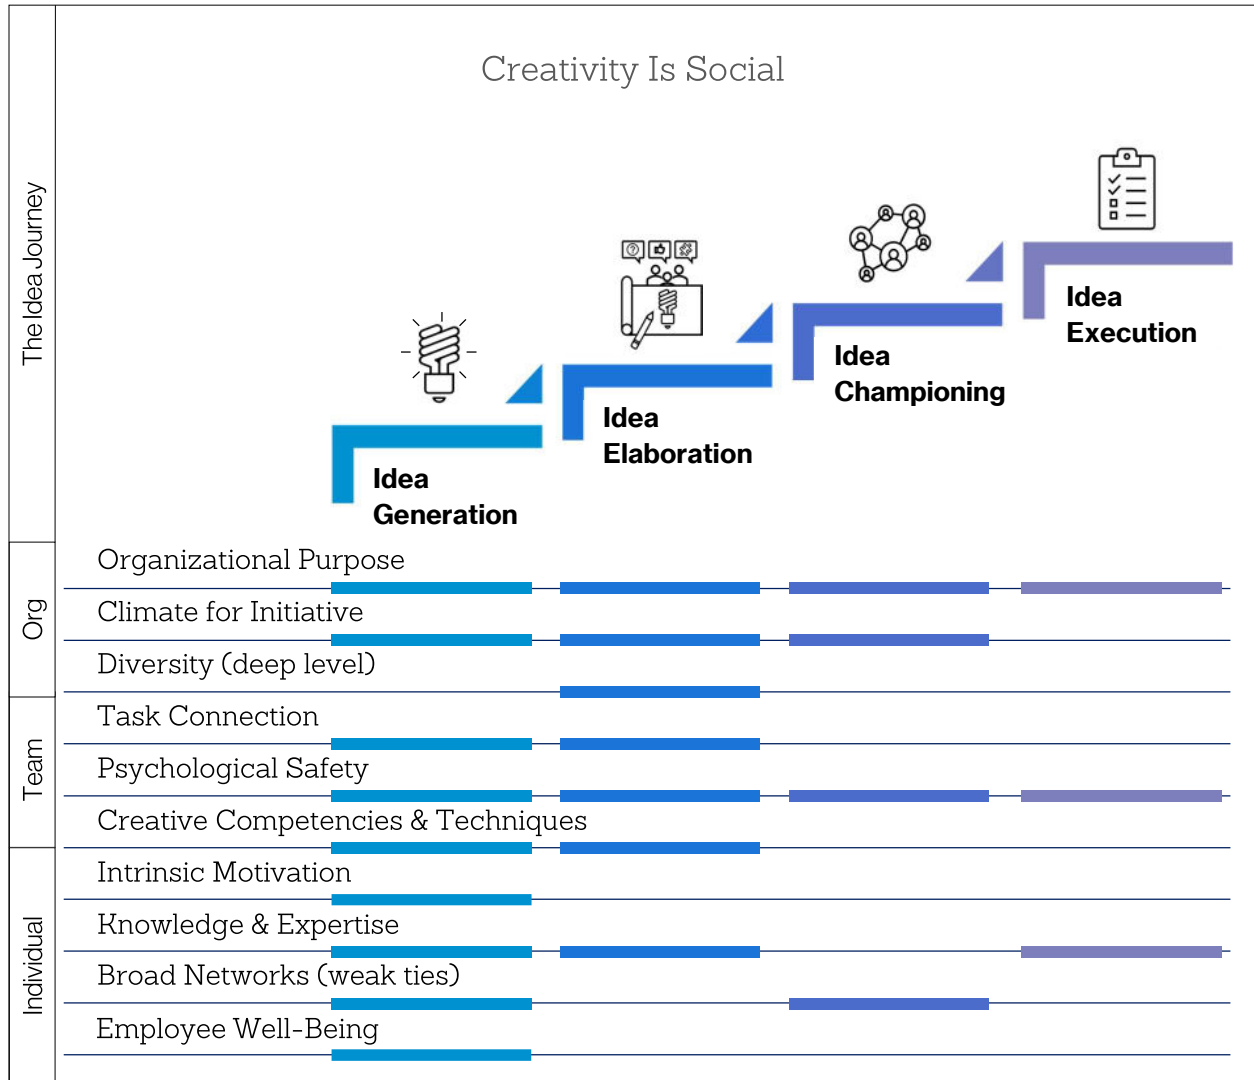 Creativity Is Social
The Idea Journey
Idea
Generation
Idea
Elaboration
Idea
Championing
Idea
Execution
Org
Organizational Purpose
Climate for Initiative
Diversity (deep level)
Team
Task Connection
Psychological Safety
Creative Competencies & Techniques
Individual
Intrinsic Motivation
Knowledge & Expertise
Broad Networks (weak ties)
Employee Well-Being